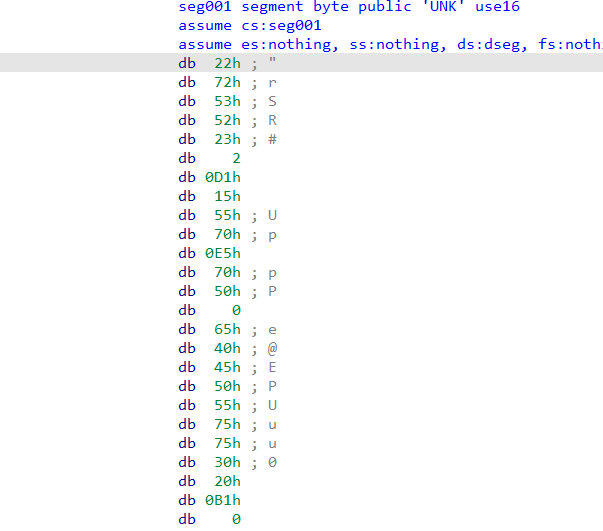 seg001 segment byte public 'UNK' use16
assume cs:seg001
assume es:nothing, ss:nothing, ds:dseg, fs:nothi
db 22h ; "
db 72h ; r
db 53h ; S
db 52h ; R
db 23h ; #
db 2
db 0D1h
db 15h
db 55h ; U
db 70h ; p
db 0E5h
db 70h ; p
db 50h ; P
db 0
db 65h ; e
db 40h ; @
db 45h ; E
db 50h ; P
db 55h ; U
db 75h ; u
db 75h ; u
db 30h ; 0
db 20h
db 0B1h
db 0